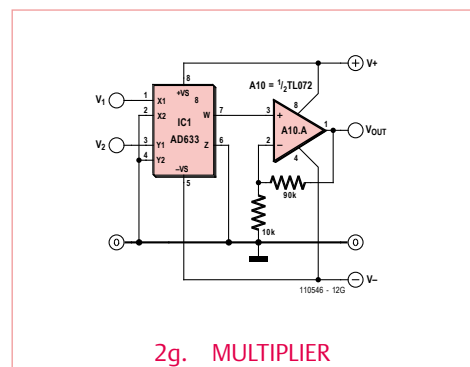 8
+VS
8
A10 = 1/2TL072
V+
V1
1
X1
2
X2
IC1
AD633
W
7
3
+
8
1
A10.A
VOUT
V2
3
Y1
4
Y2
Z
6
2
−
4
−VS
5
90k
10k
0
0
V−
110546 - 12G
2g. MULTIPLIER